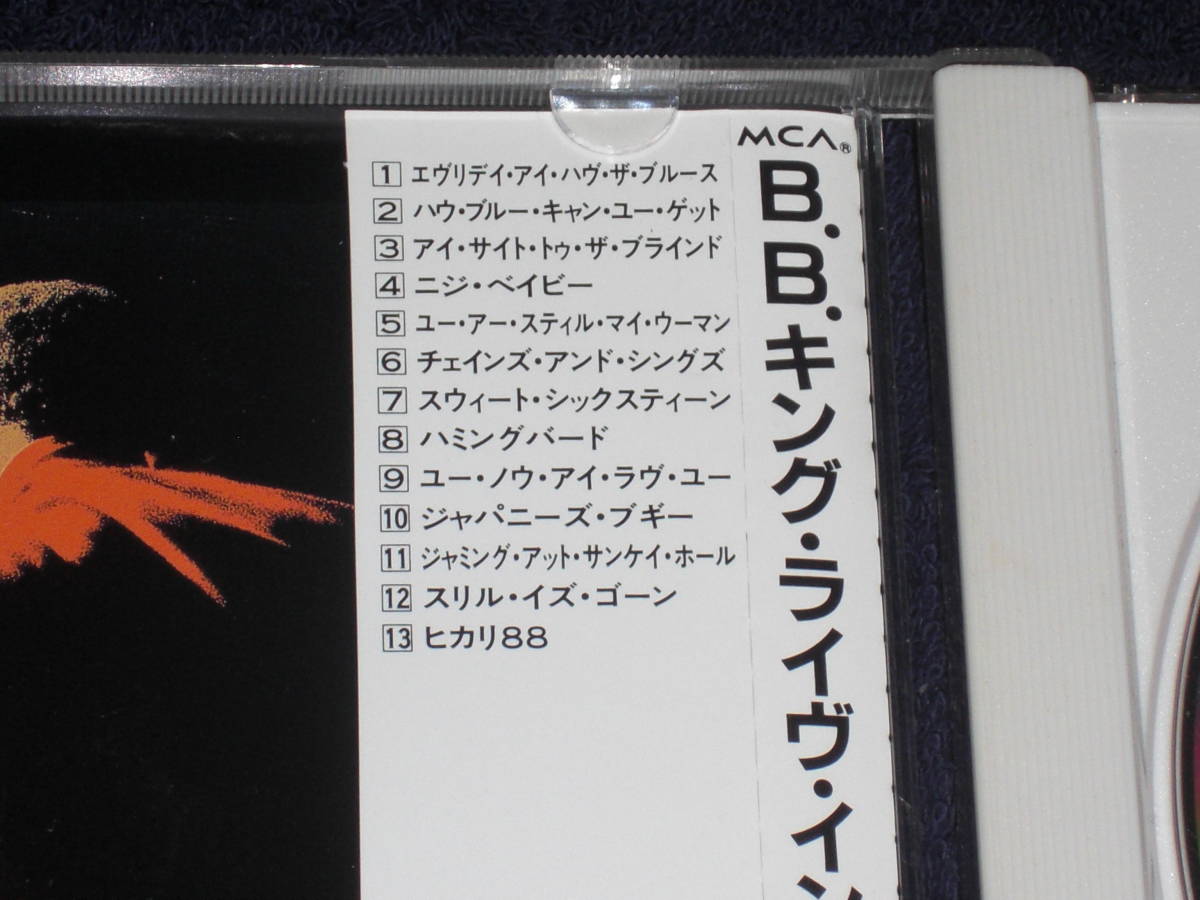 MCA®
B.B.キング・ライヴ・イン
1 エヴリデイ・アイ・ハヴ・ザ・ブルース
2 ハウ・ブルー・キャン・ユー・ゲット
3 アイ・サイト・トゥ・ザ・ブラインド
4 ニジ・ベイビー
5 ユー・アー・スティル・マイ・ウーマン
6 チェインズ・アンド・シングズ
7 スウィート・シックスティーン
8 ハミングバード
9 ユー・ノウ・アイ・ラヴ・ユー
10 ジャパニーズ・ブギー
11 ジャミング・アット・サンケイ・ホール
12 スリル・イズ・ゴーン
13 ヒカリ88